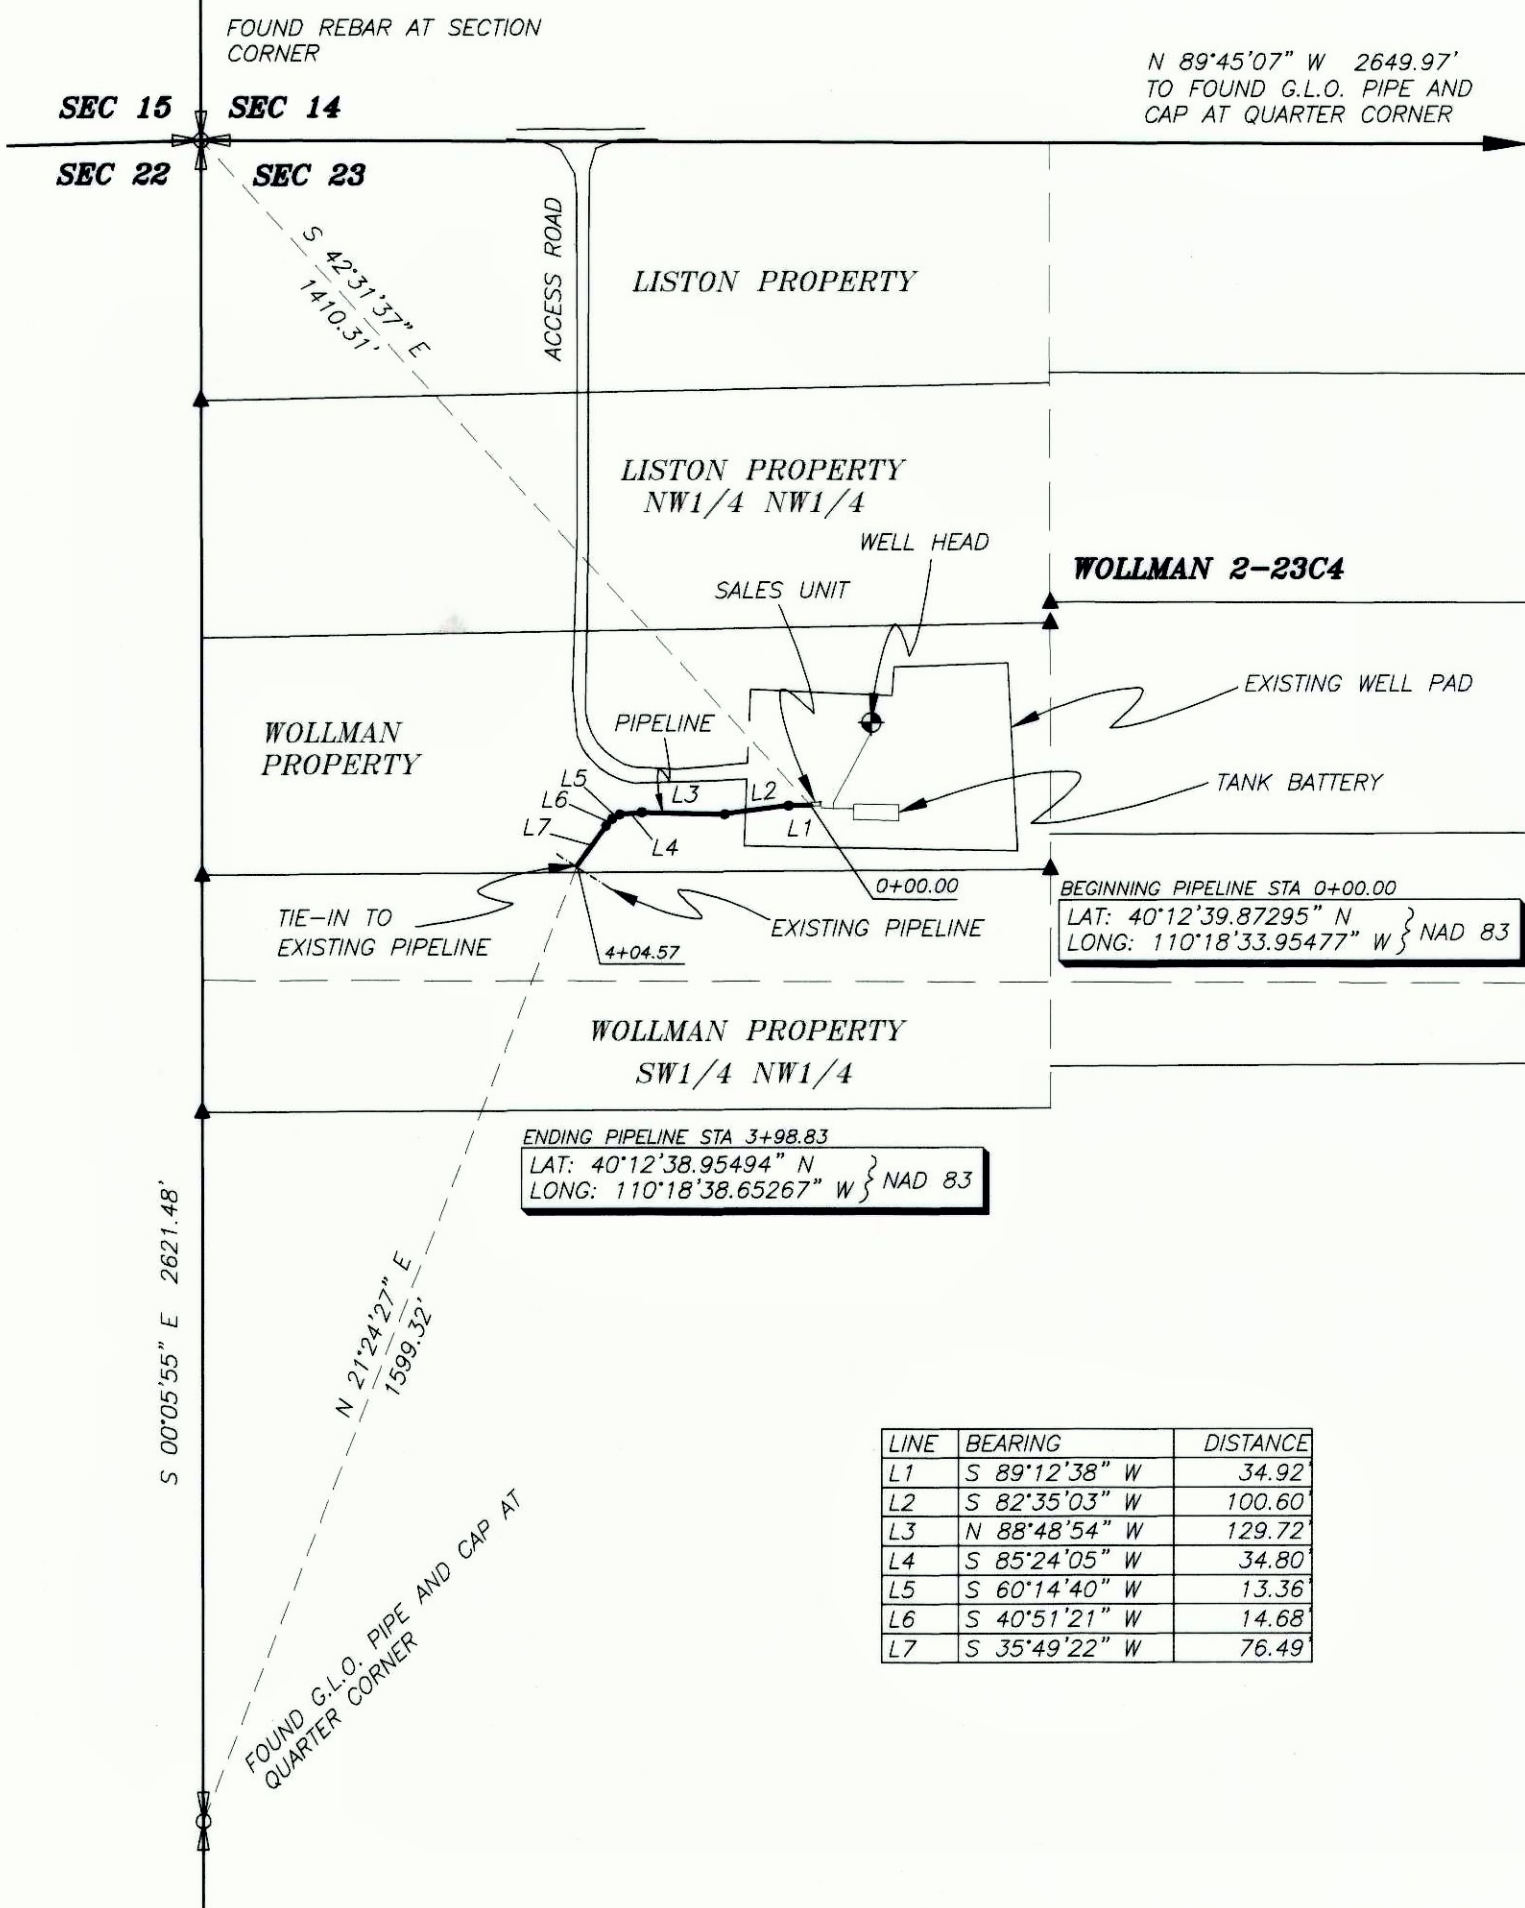 FOUND REBAR AT SECTION
CORNER
N 89°45'07" W 2649.97'
TO FOUND G.L.O. PIPE AND
CAP AT QUARTER CORNER
SEC 15
SEC 14
SEC 22
SEC 23
S 42°31'37" E
1410.31'
ACCESS ROAD
LISTON PROPERTY
LISTON PROPERTY
NW1/4 NW1/4
WELL HEAD
SALES UNIT
WOLLMAN 2-23C4
EXISTING WELL PAD
WOLLMAN
PROPERTY
PIPELINE
TANK BATTERY
L5
L6
L7
L3
L4
L2
L1
0+00.00
BEGINNING PIPELINE STA 0+00.00
LAT: 40°12'39.87295" N
LONG: 110°18'33.95477" W } NAD 83
TIE-IN TO
EXISTING PIPELINE
EXISTING PIPELINE
4+04.57
WOLLMAN PROPERTY
SW1/4 NW1/4
ENDING PIPELINE STA 3+98.83
LAT: 40°12'38.95494" N
LONG: 110°18'38.65267" W } NAD 83
S 00°05'55" E 2621.48'
N 21°24'27" E
1599.32'
FOUND G.L.O. PIPE AND CAP AT
QUARTER CORNER
LINE BEARING DISTANCE
L1 S 89°12'38" W 34.92'
L2 S 82°35'03" W 100.60'
L3 N 88°48'54" W 129.72'
L4 S 85°24'05" W 34.80'
L5 S 60°14'40" W 13.36'
L6 S 40°51'21" W 14.68'
L7 S 35°49'22" W 76.49'